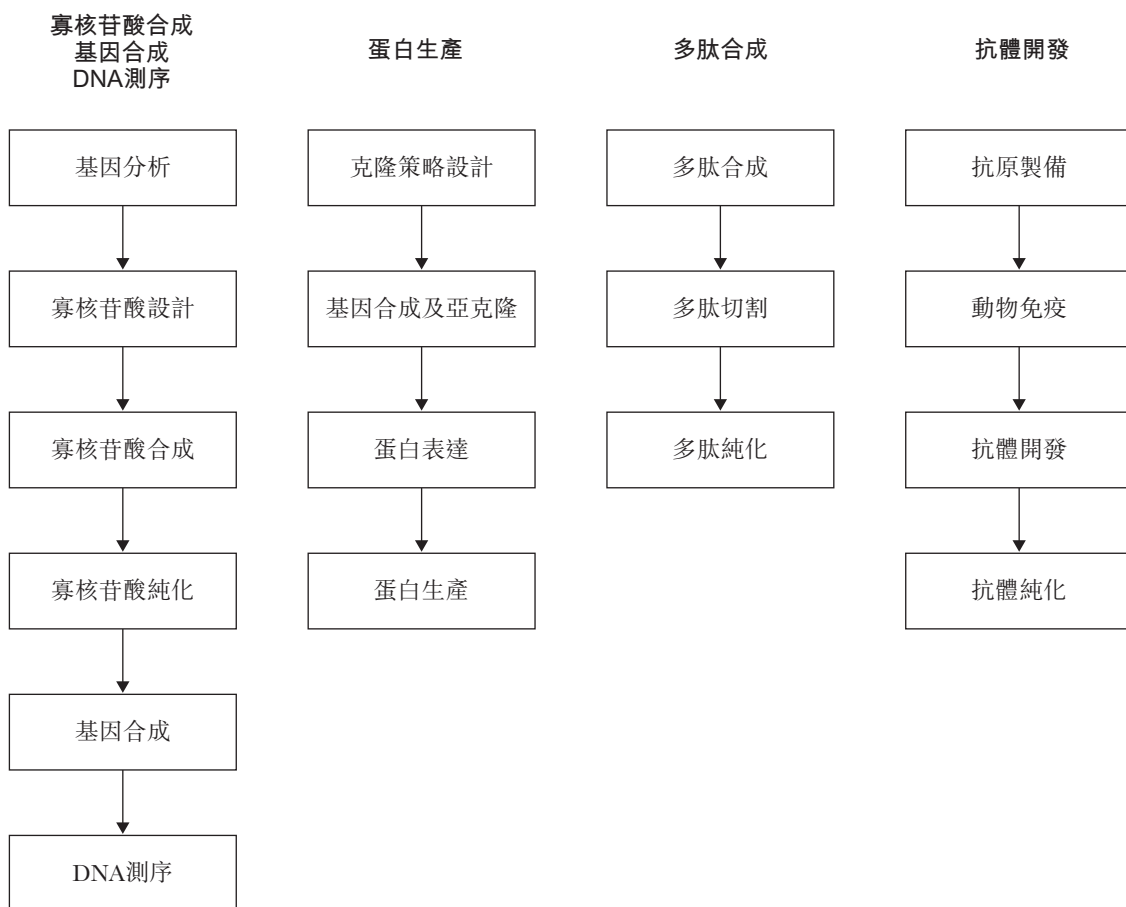 寡核苷酸合成
基因合成
DNA測序
基因分析
寡核苷酸設計
寡核苷酸合成
寡核苷酸純化
基因合成
DNA測序
蛋白生產
克隆策略設計
基因合成及亞克隆
蛋白表達
蛋白生產
多肽合成
多肽合成
多肽切割
多肽純化
抗體開發
抗原製備
動物免疫
抗體開發
抗體純化